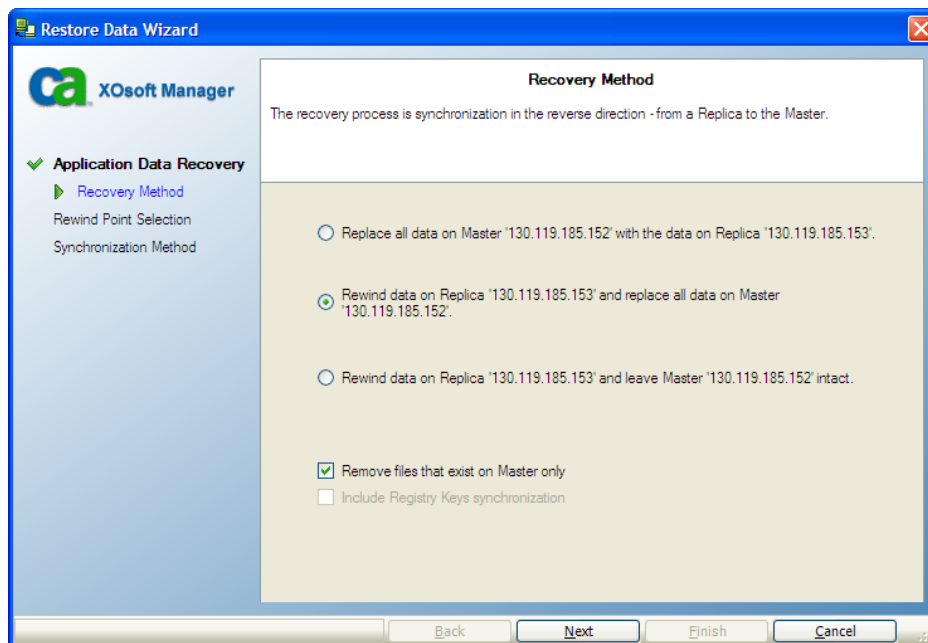 Restore Data Wizard
ca
XOsoft Manager
Application Data Recovery
Recovery Method
Rewind Point Selection
Synchronization Method
Recovery Method
The recovery process is synchronization in the reverse direction - from a Replica to the Master.
Replace all data on Master '130.119.185.152' with the data on Replica '130.119.185.153'.
Rewind data on Replica '130.119.185.153' and replace all data on Master
'130.119.185.152'.
Rewind data on Replica '130.119.185.153' and leave Master '130.119.185.152' intact.
Remove files that exist on Master only
Include Registry Keys synchronization
Back
Next
Finish
Cancel